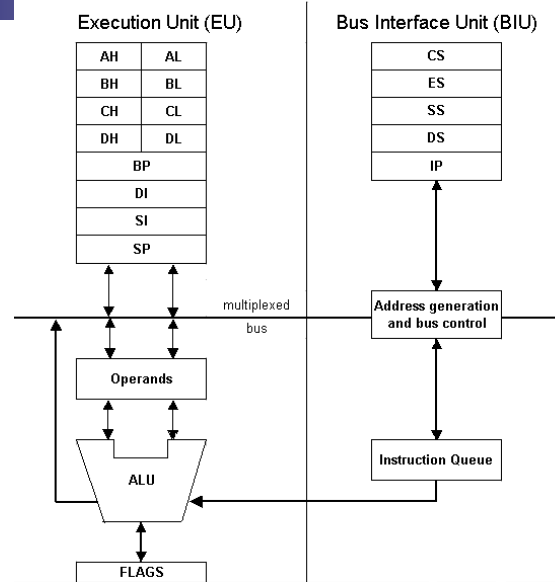 Execution Unit (EU)
AH AL
BH BL
CH CL
DH DL
BP
DI
SI
SP
Operands
ALU
FLAGS
multiplexed
bus
Bus Interface Unit (BIU)
CS
ES
SS
DS
IP
Address generation
and bus control
Instruction Queue